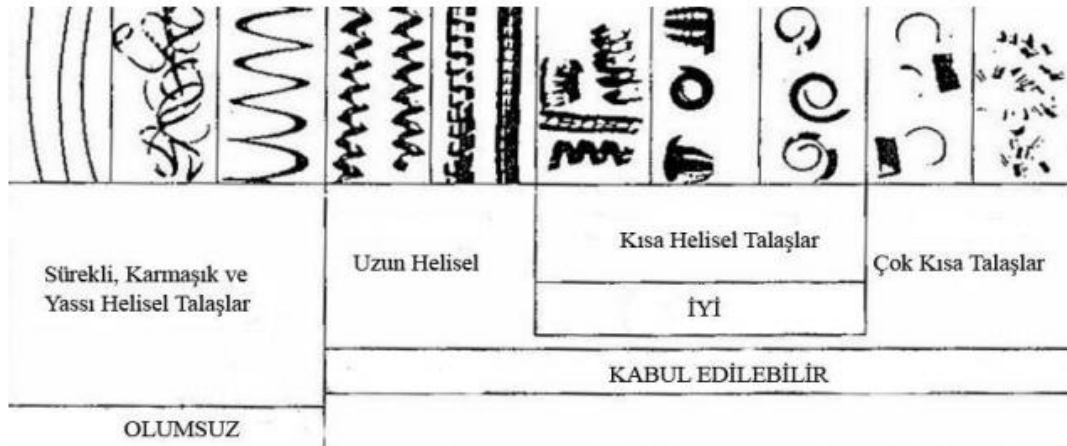 Sürekli, Karmaşık ve
Yassı Helisel Talaşlar
Uzun Helisel
Kısa Helisel Talaşlar
İYİ
Çok Kısa Talaşlar
KABUL EDİLEBİLİR
OLUMSUZ